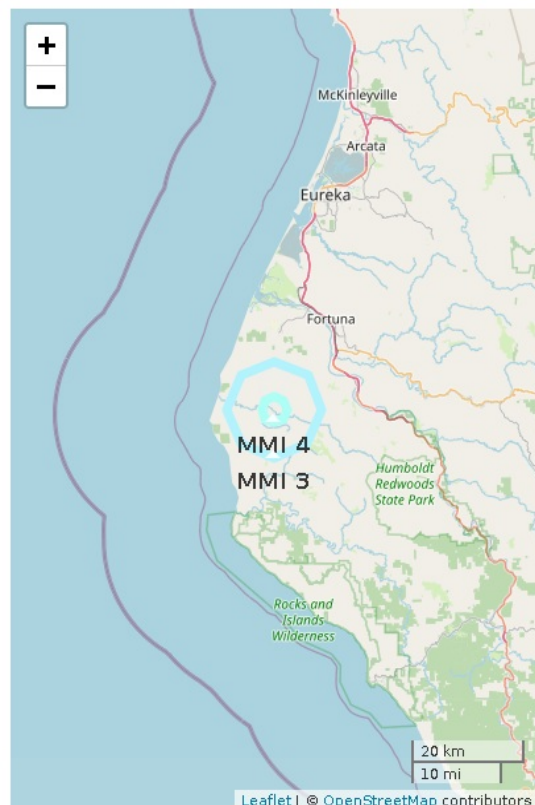 +
−
McKinleyville
Arcata
Eureka
Fortuna
MMI 4
MMI 3
Humboldt
Redwoods
State Park
Rocks and
Islands
Wilderness
20 km
10 mi
Leaflet | © OpenStreetMap contributors